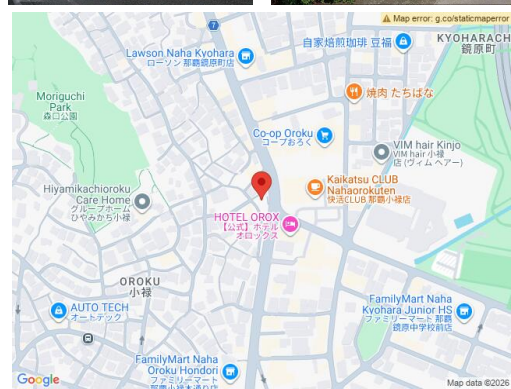 Map error: g.co/staticmaperror
7
Lawson Naha Kyohara
ローソン 那覇鏡原町店
自家焙煎珈琲 豆福
KYOHARACH
鏡原町
Moriguchi
Park
森口公園
焼肉 たちばな
Co-op Oroku
コープおろく
VIM hair Kinjo
VIM hair 小禄
店 (ヴィム ヘアー)
Kaikatsu CLUB
Nahaorokuten
快活CLUB 那覇小禄店
Hiyamikachioroku
Care Home
グループホーム
ひやみかち小禄
HOTEL OROX
【公式】ホテル
オロックス
OROKU
小禄
AUTO TECH
オートテック
FamilyMart Naha
Kyohara Junior HS
ファミリーマート 那覇
鏡原中学校前店
FamilyMart Naha
Oroku Hondori
ファミリーマート
Google
Map data ©2026